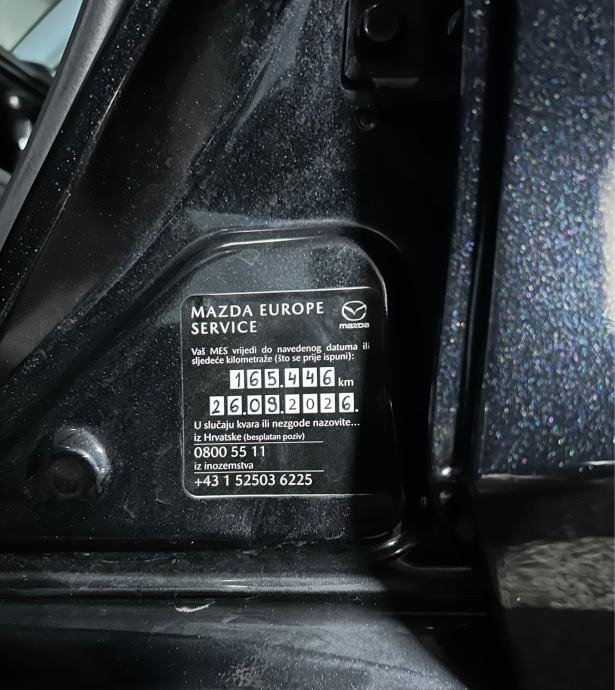 MAZDA EUROPE
SERVICE
mazda
Vaš MES vrijedi do navedenog datuma ili
sljedeće kilometraže (što se prije ispuni):
165.446 km
26.09.2026.
U slučaju kvara ili nezgode nazovite...
iz Hrvatske (besplatan poziv)
0800 55 11
iz inozemstva
+43 1 52503 6225